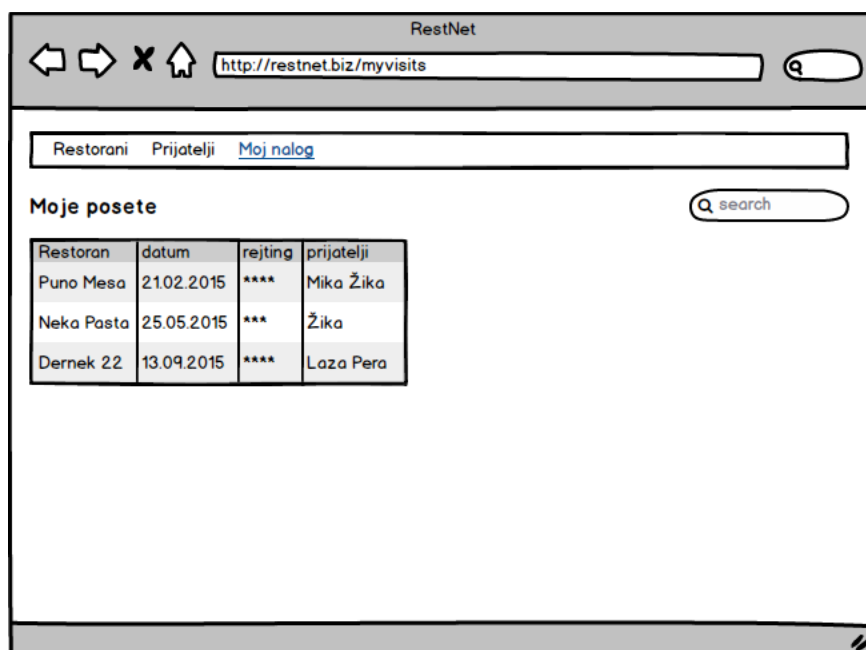 RestNet
http://restnet.biz/myvisits
Restorani Prijatelji Moj nalog
Moje posete
search
Restoran datum rejting prijatelji
Puno Mesa 21.02.2015 **** Mika Žika
Neka Pasta 25.05.2015 *** Žika
Dernek 22 13.09.2015 **** Laza Pera